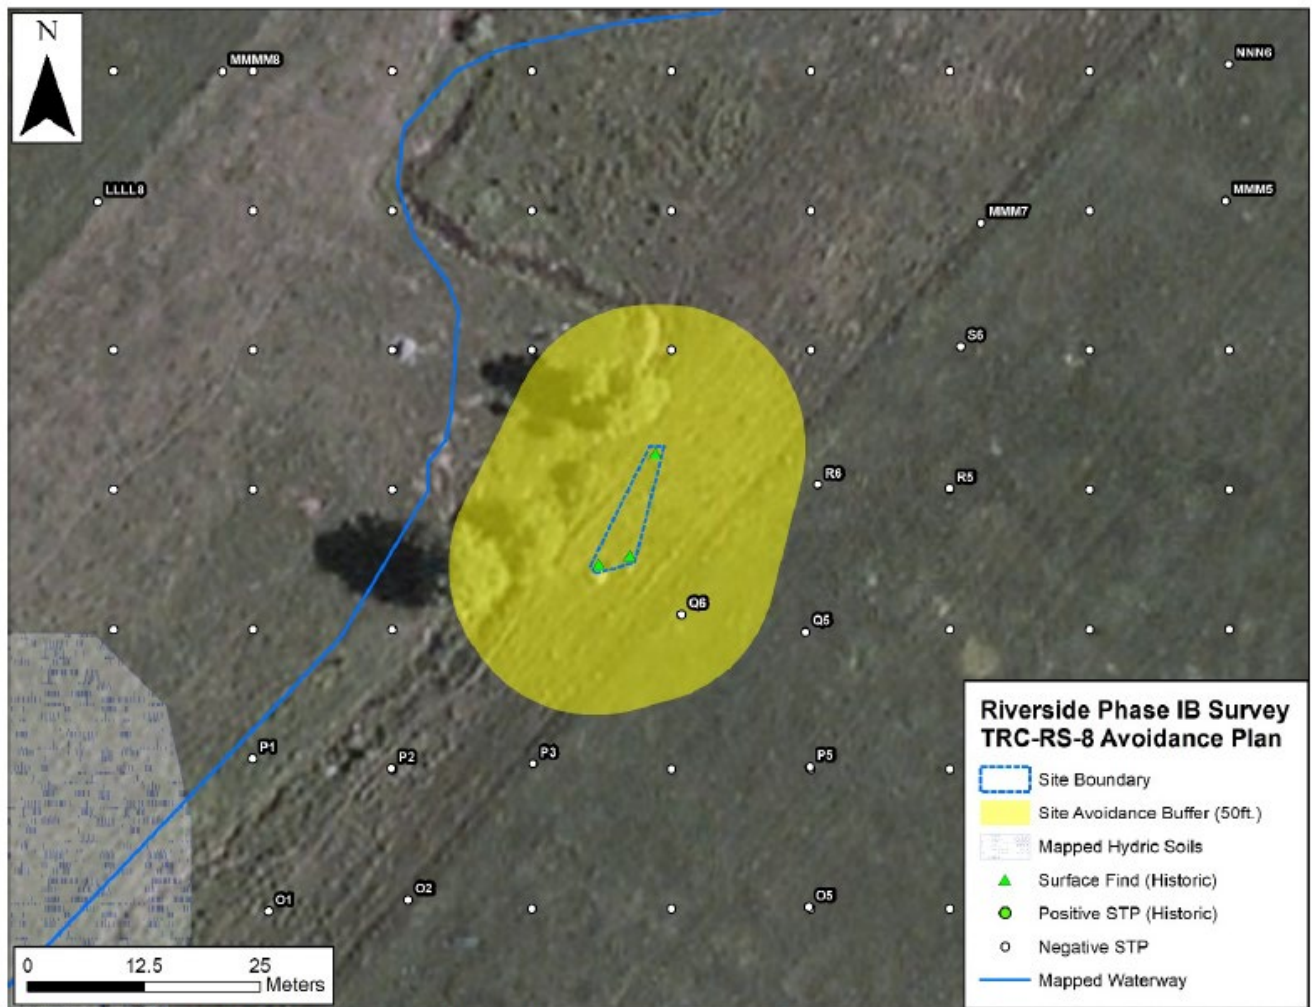 N
MMMM8
NNN6
LLLL8
MMM5
MMM7
S6
R6
R5
Q6
Q5
P1
P2
P3
P5
O1
O2
O5
Riverside Phase IB Survey
TRC-RS-8 Avoidance Plan
Site Boundary
Site Avoidance Buffer (50ft.)
Mapped Hydric Soils
Surface Find (Historic)
Positive STP (Historic)
Negative STP
Mapped Waterway
0 12.5 25
Meters